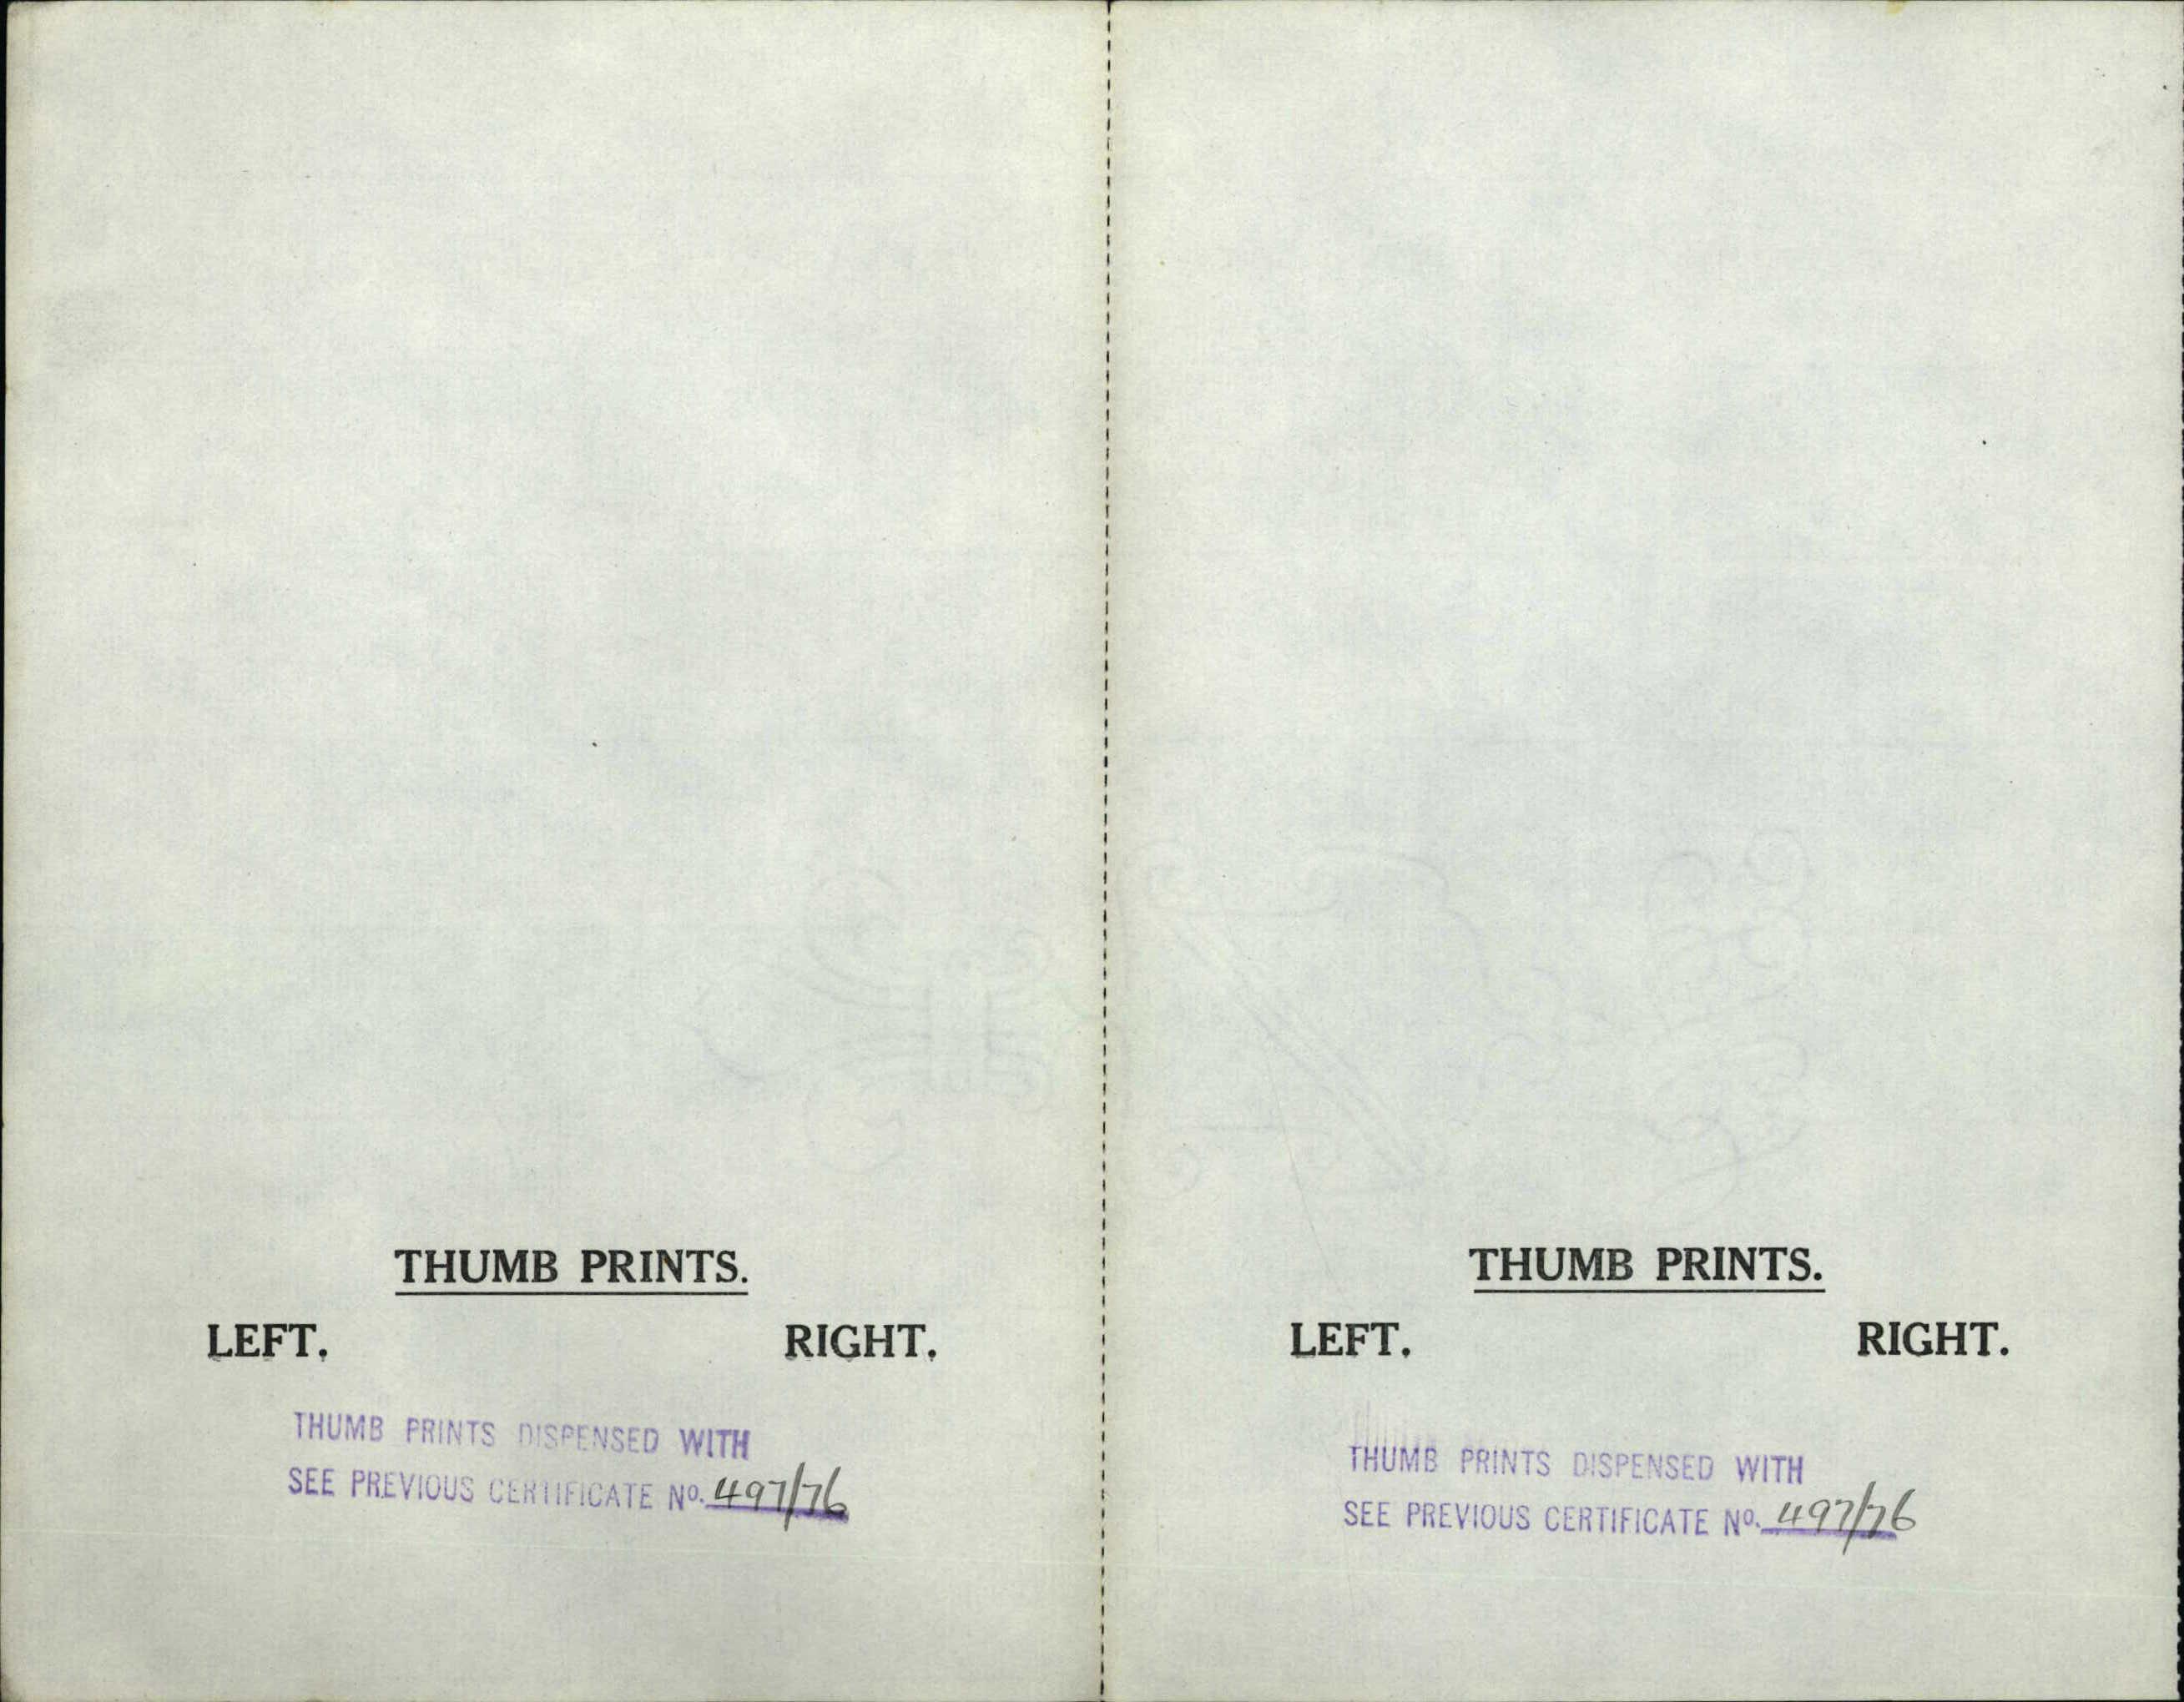 THUMB PRINTS.
LEFT. RIGHT.
THUMB PRINTS DISPENSED WITH
SEE PREVIOUS CERTIFICATE No. 497/76
THUMB PRINTS.
LEFT. RIGHT.
THUMB PRINTS DISPENSED WITH
SEE PREVIOUS CERTIFICATE No. 497/76